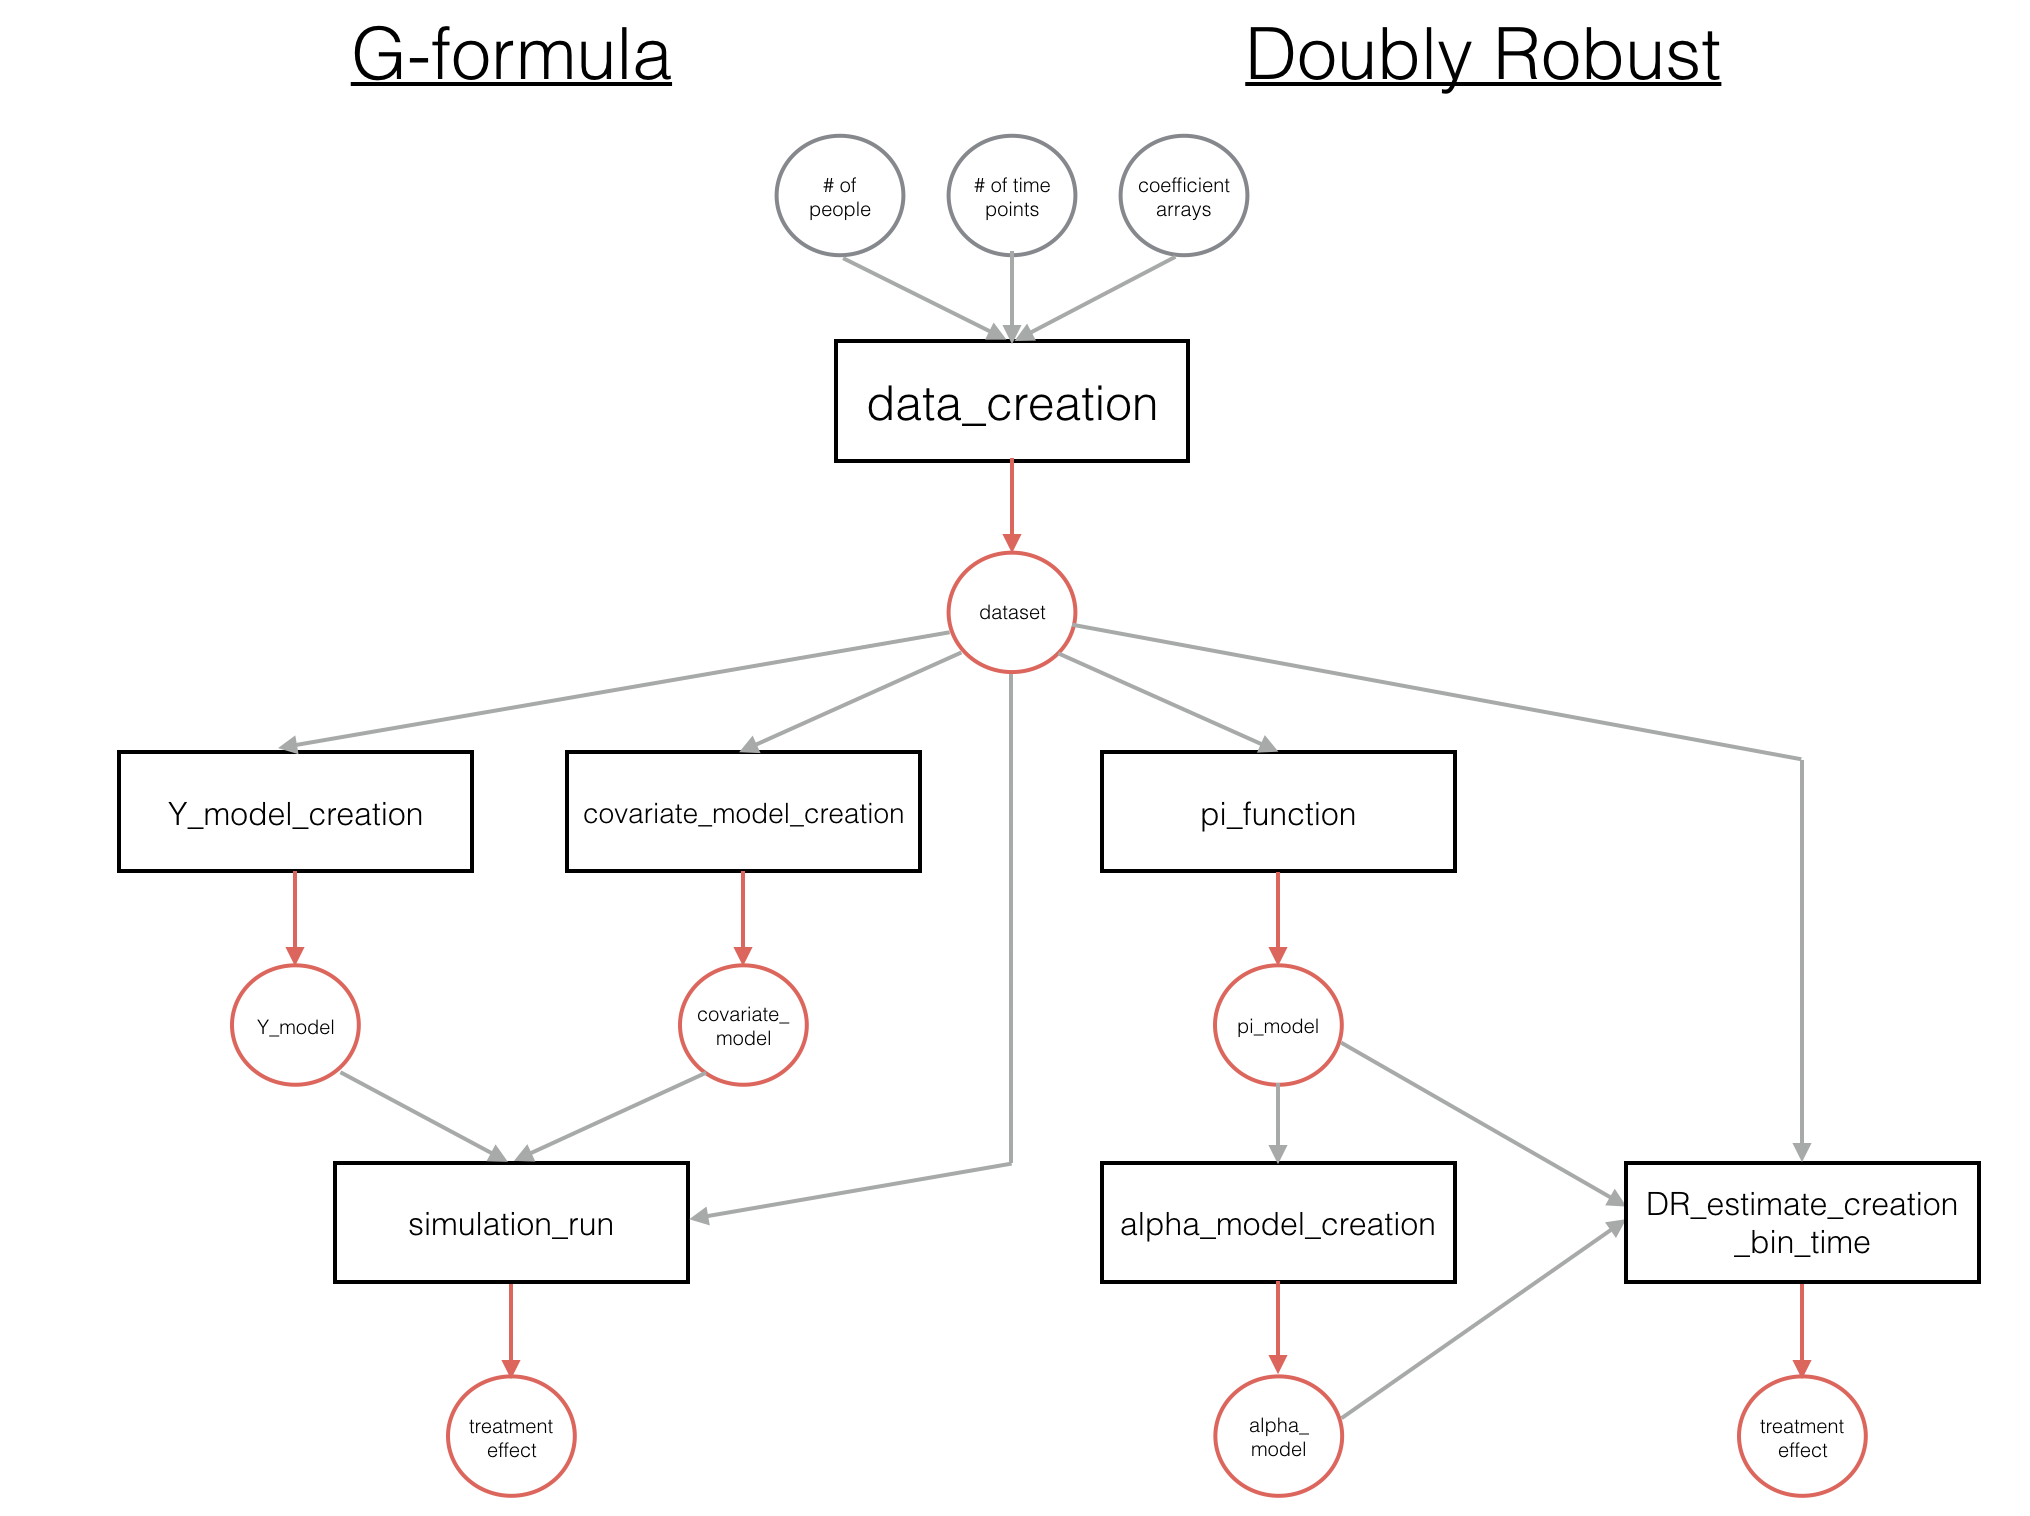 G-formula
Doubly Robust
# of
people
# of time
points
coefficient
arrays
data_creation
dataset
Y_model_creation
covariate_model_creation
pi_function
Y_model
covariate_
model
pi_model
simulation_run
alpha_model_creation
DR_estimate_creation
_bin_time
treatment
effect
alpha_
model
treatment
effect